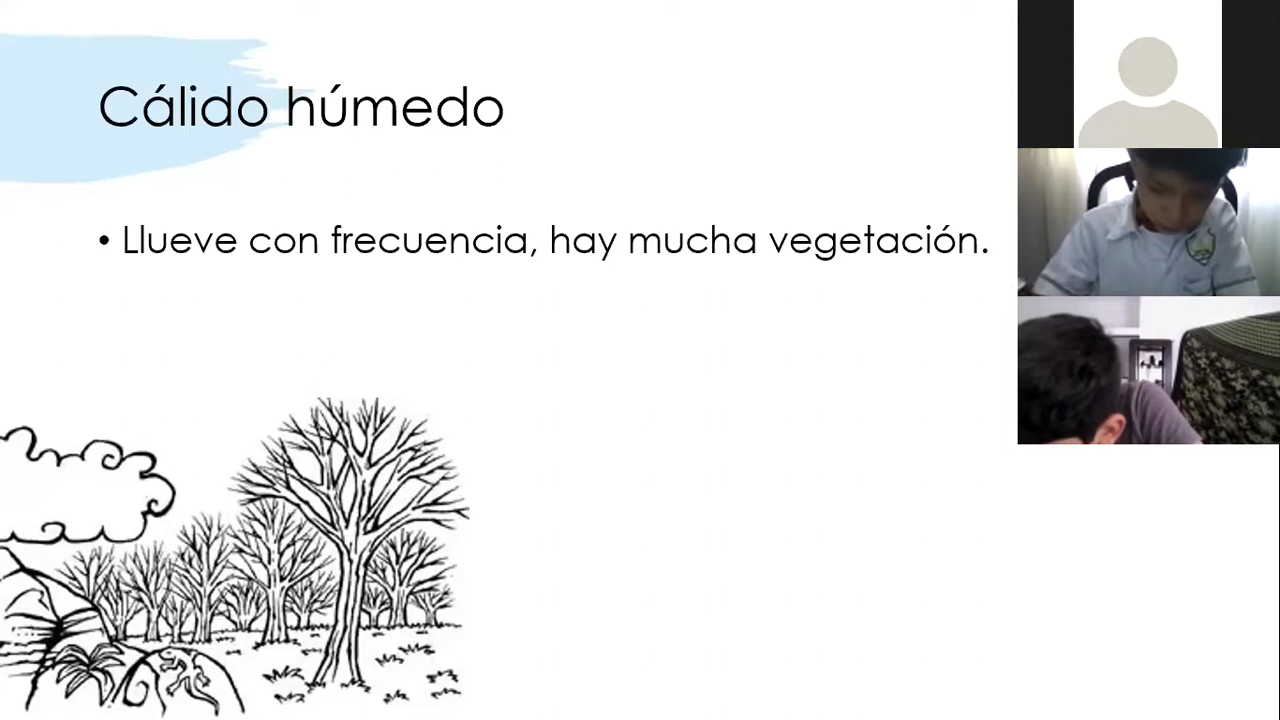 Cálido húmedo
• Llueve con frecuencia, hay mucha vegetación.